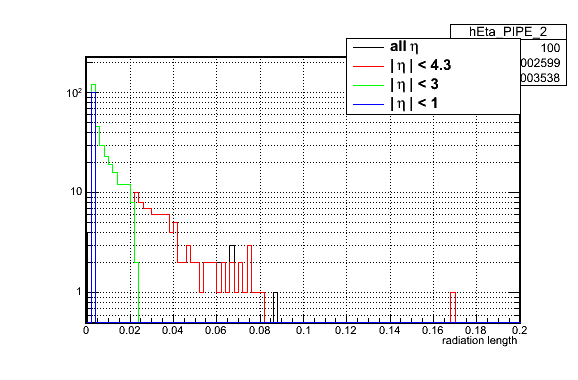 hEta_PIPE_2
100
002599
003538
all η
| η | < 4.3
| η | < 3
| η | < 1
10²
10
1
0 0.02 0.04 0.06 0.08 0.1 0.12 0.14 0.16 0.18 0.2
radiation length